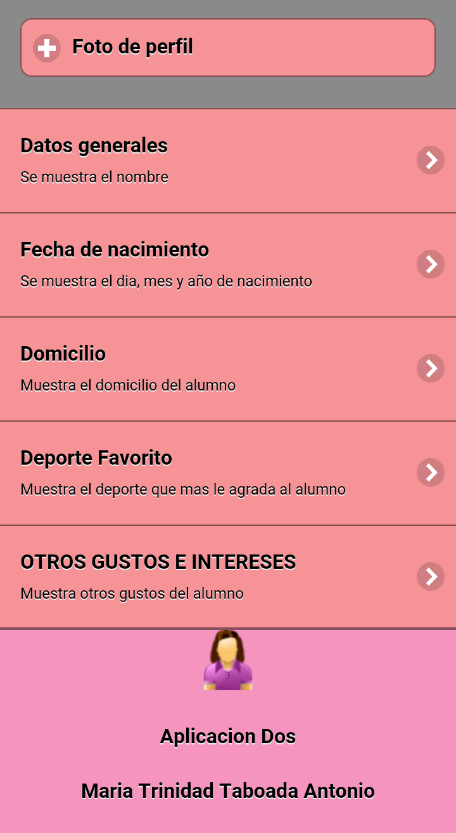 Foto de perfil
Datos generales
Se muestra el nombre
Fecha de nacimiento
Se muestra el dia, mes y año de nacimiento
Domicilio
Muestra el domicilio del alumno
Deporte Favorito
Muestra el deporte que mas le agrada al alumno
OTROS GUSTOS E INTERESES
Muestra otros gustos del alumno
Aplicacion Dos
Maria Trinidad Taboada Antonio